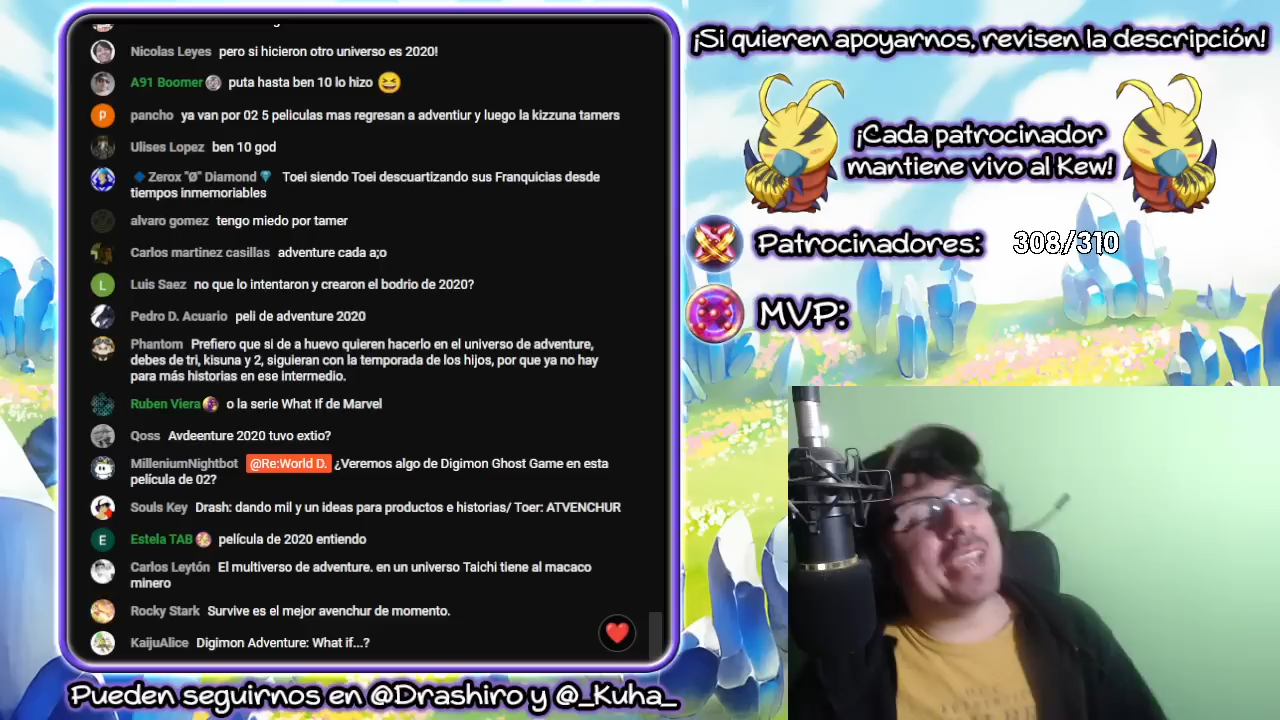 Nicolas Leyes pero si hicieron otro universo es 2020!
A91 Boomer puta hasta ben 10 lo hizo
P pancho ya van por 02 5 peliculas mas regresan a adventiur y luego la kizzuna tamers
Ulises Lopez ben 10 god
Zerox "Ø" Diamond Toei siendo Toei descuartizando sus Franquicias desde
tiempos inmemoriables
alvaro gomez tengo miedo por tamer
Carlos martinez casillas adventure cada a;o
L Luis Saez no que lo intentaron y crearon el bodrio de 2020?
Pedro D. Acuario peli de adventure 2020
Phantom Prefiero que si de a huevo quieren hacerlo en el universo de adventure,
debes de tri, kisuna y 2, siguieran con la temporada de los hijos, por que ya no hay
para más historias en ese intermedio.
Ruben Viera o la serie What If de Marvel
Qoss Avdeenture 2020 tuvo extio?
MilleniumNightbot @Re:World D. ¿Veremos algo de Digimon Ghost Game en esta
película de 02?
Souls Key Drash: dando mil y un ideas para productos e historias/ Toer: ATVENCHUR
E Estela TAB película de 2020 entiendo
Carlos Leytón El multiverso de adventure. en un universo Taichi tiene al macaco
minero
Rocky Stark Survive es el mejor avenchur de momento.
KaijuAlice Digimon Adventure: What if...?
Pueden seguirnos en @Drashiro y @_Kuha_
¡Si quieren apoyarnos, revisen la descripción!
¡Cada patrocinador
mantiene vivo al Kew!
Patrocinadores: 308/310
MVP: